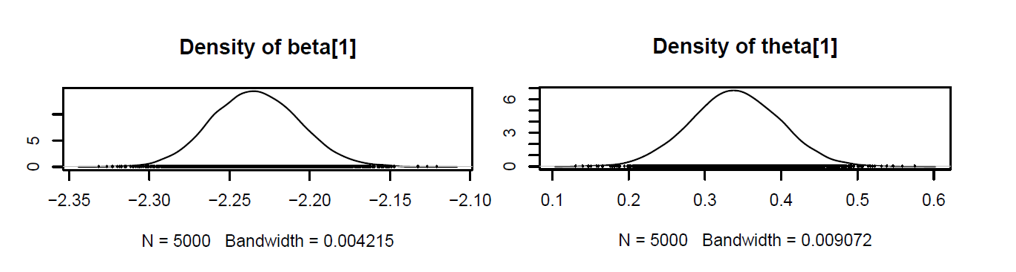 Density of beta[1]
0 5
−2.35 −2.30 −2.25 −2.20 −2.15 −2.10
N = 5000 Bandwidth = 0.004215
Density of theta[1]
0 3 6
0.1 0.2 0.3 0.4 0.5 0.6
N = 5000 Bandwidth = 0.009072